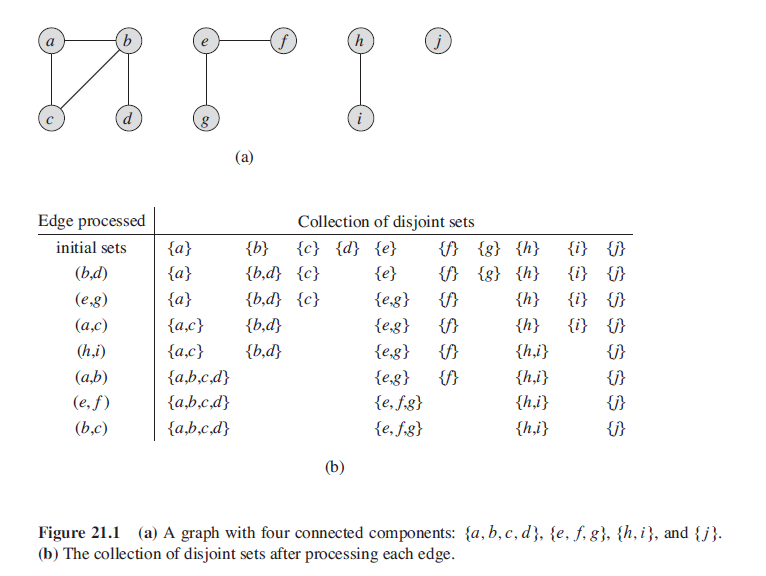 a b e f h j
c d g i
(a)
Edge processed Collection of disjoint sets
initial sets {a} {b} {c} {d} {e} {f} {g} {h} {i} {j}
(b,d) {a} {b,d} {c} {e} {f} {g} {h} {i} {j}
(e,g) {a} {b,d} {c} {e,g} {f} {h} {i} {j}
(a,c) {a,c} {b,d} {e,g} {f} {h} {i} {j}
(h,i) {a,c} {b,d} {e,g} {f} {h,i} {j}
(a,b) {a,b,c,d} {e,g} {f} {h,i} {j}
(e, f) {a,b,c,d} {e, f,g} {h,i} {j}
(b,c) {a,b,c,d} {e, f,g} {h,i} {j}
(b)
Figure 21.1 (a) A graph with four connected components: {a, b, c, d}, {e, f, g}, {h, i}, and {j}.
(b) The collection of disjoint sets after processing each edge.